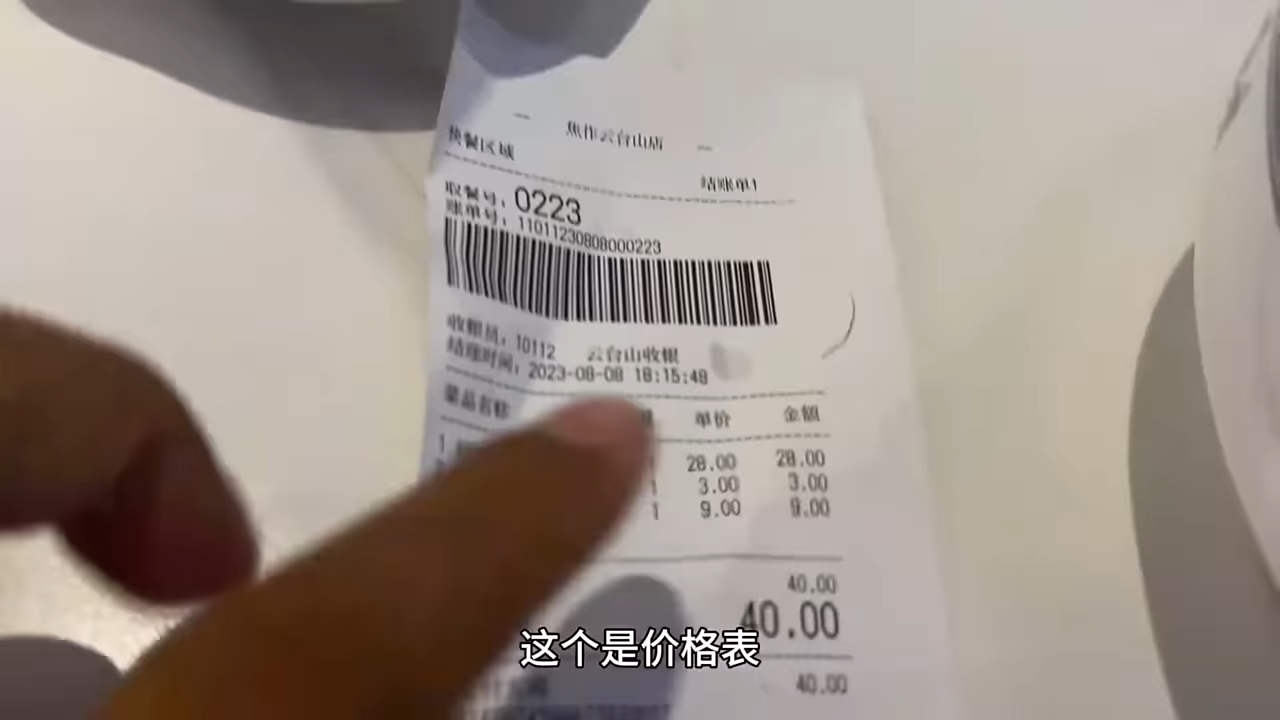 — 焦作云台山店 —
快餐区域
结账单1
取餐号: 0223
账单号: 11011230808000223
收银员: 10112 云台山收银
结账时间: 2023-08-08 18:15:48
菜品名称 单价 金额
1 28.00 28.00
1 3.00 3.00
1 9.00 9.00
40.00
40.00
这个是价格表
40.00